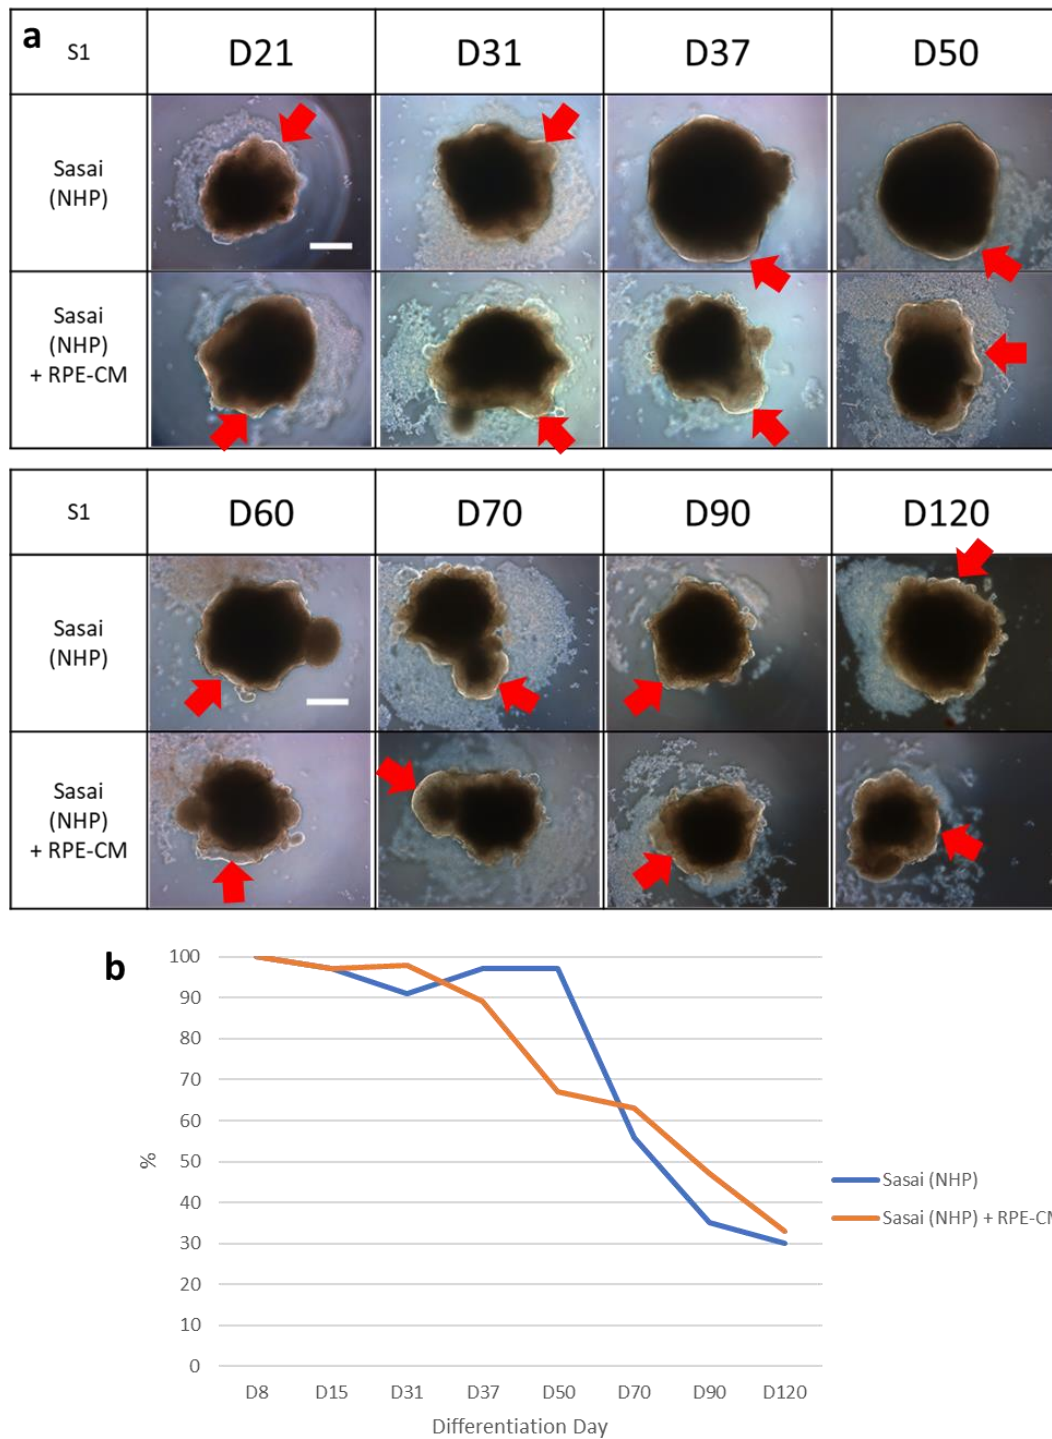 a
S1 D21 D31 D37 D50
Sasai
(NHP)
Sasai
(NHP)
+ RPE-CM
S1 D60 D70 D90 D120
Sasai
(NHP)
Sasai
(NHP)
+ RPE-CM
b
100
90
80
70
60
50
40
30
20
10
0
%
D8 D15 D31 D37 D50 D70 D90 D120
Differentiation Day
Sasai (NHP)
Sasai (NHP) + RPE-CM